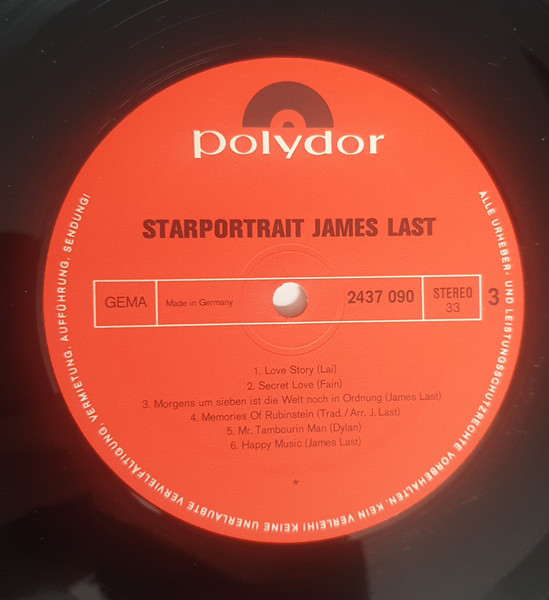 polydor
STARPORTRAIT JAMES LAST
GEMA
Made in Germany
2437 090
STEREO
33
3
1. Love Story (Lai)
2. Secret Love (Fain)
3. Morgens um sieben ist die Welt noch in Ordnung (James Last)
4. Memories Of Rubinstein (Trad./Arr. J. Last)
5. Mr. Tambourin Man (Dylan)
6. Happy Music (James Last)
*
ALLE URHEBER- UND LEISTUNGSSCHUTZRECHTE VORBEHALTEN. KEIN VERLEIH! KEINE UNERLAUBTE VERVIELFÄLTIGUNG, VERMIETUNG, AUFFÜHRUNG, SENDUNG!